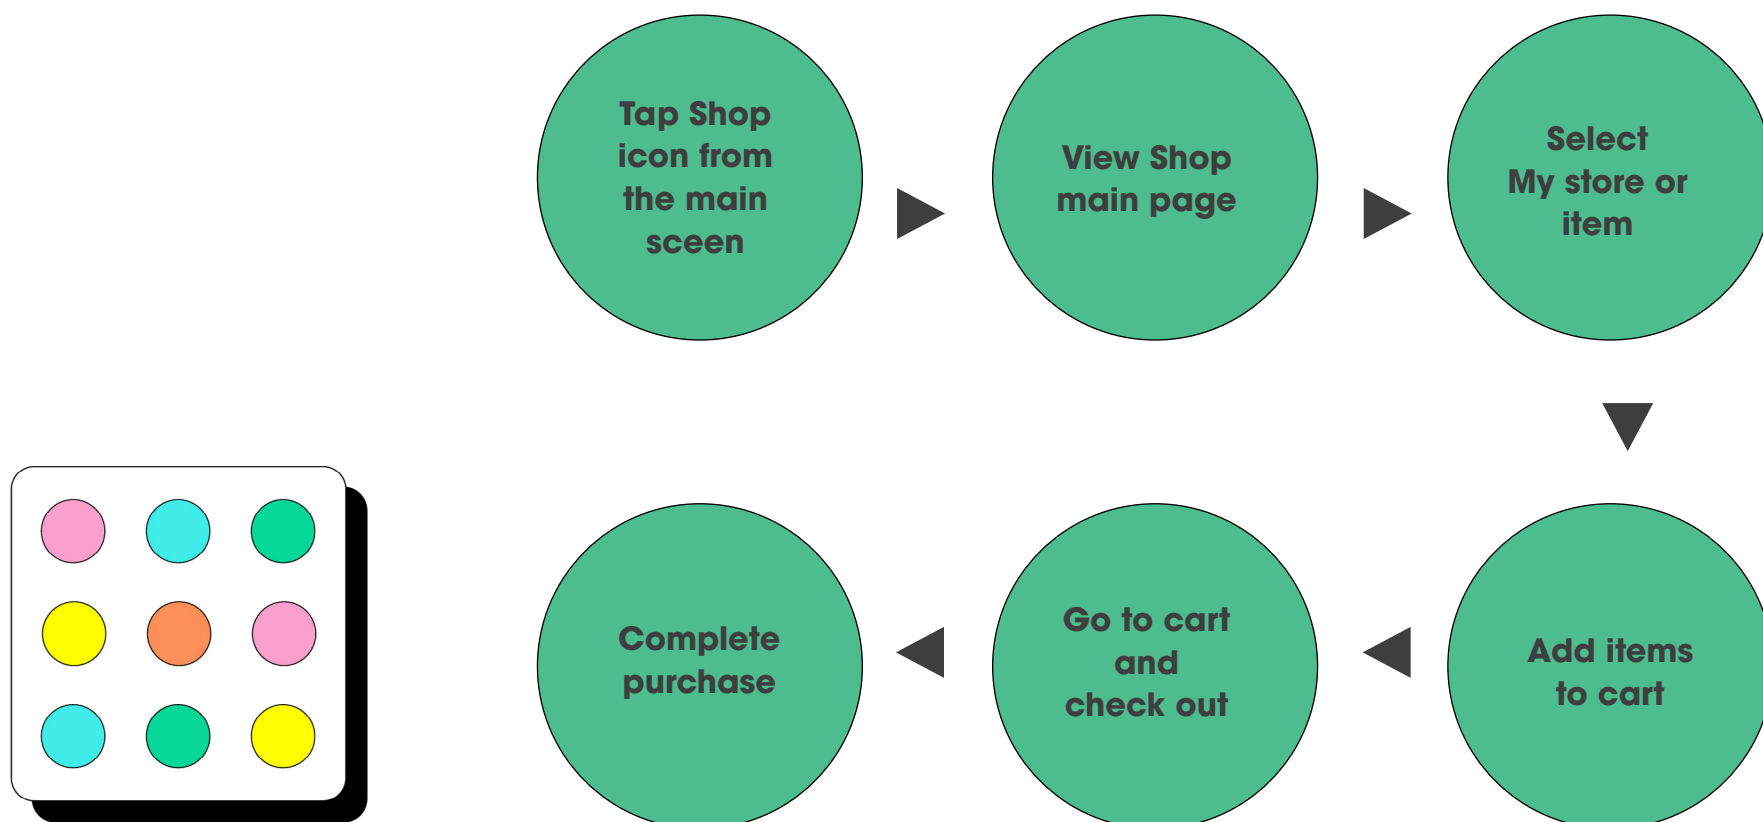 Tap Shop
icon from
the main
sceen
View Shop
main page
Select
My store or
item
Add items
to cart
Go to cart
and
check out
Complete
purchase